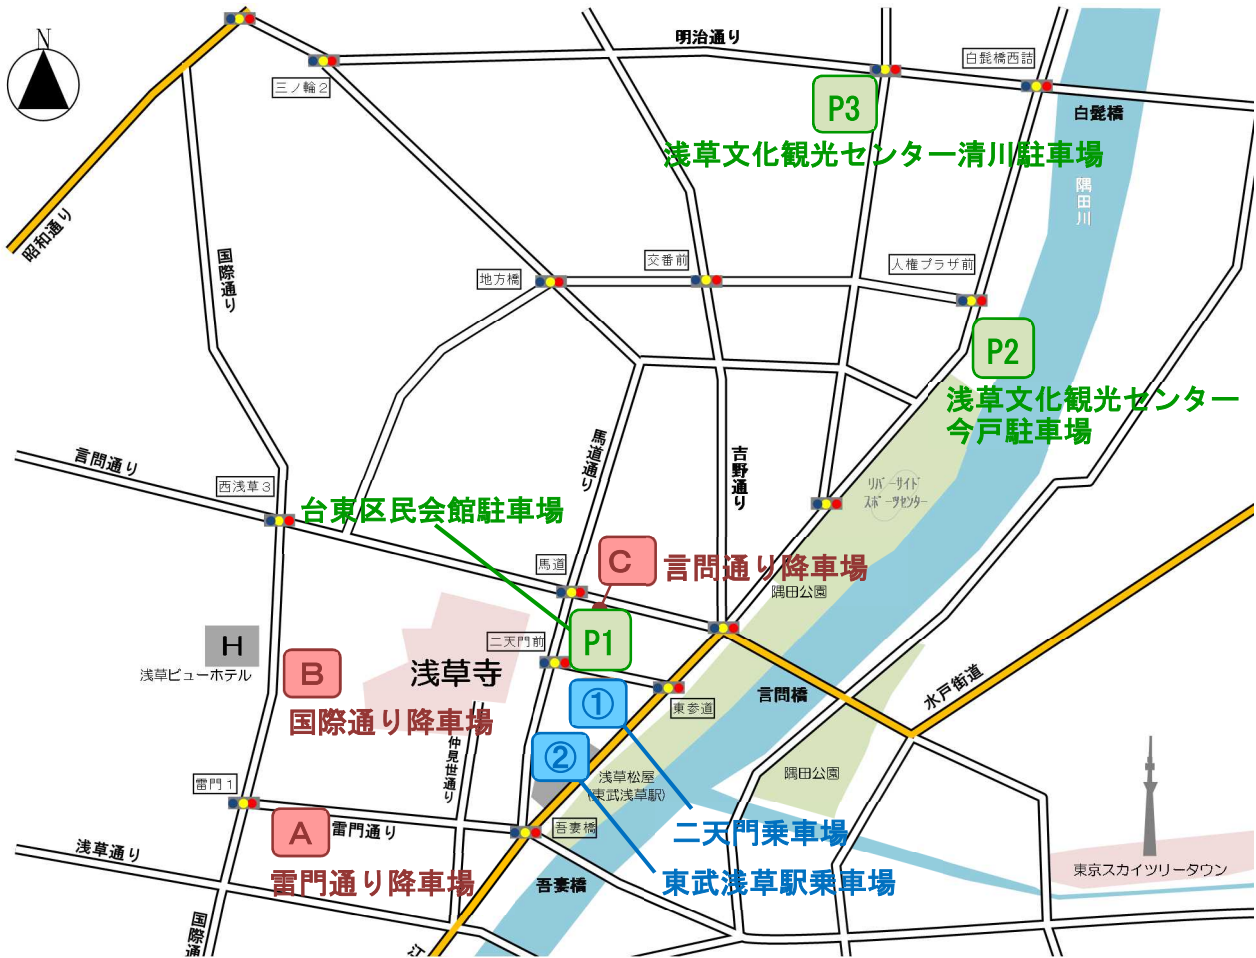 N
明治通り
白髭橋西詰
三ノ輪2
P3
白髭橋
浅草文化観光センター清川駐車場
隅田川
昭和通り
国際通り
交番前
人権プラザ前
地方橋
P2
浅草文化観光センター
今戸駐車場
言問通り
馬道通り
吉野通り
西浅草3
リバーサイド
スポーツセンター
台東区民会館駐車場
馬道
C
言問通り降車場
隅田公園
P1
二天門前
H
浅草ビューホテル
浅草寺
B
国際通り降車場
①
東参道
言問橋
水戸街道
仲見世通り
②
浅草松屋
(東武浅草駅)
隅田公園
雷門1
A
雷門通り
吾妻橋
二天門乗車場
浅草通り
雷門通り降車場
吾妻橋
東武浅草駅乗車場
東京スカイツリータウン
国際通
江